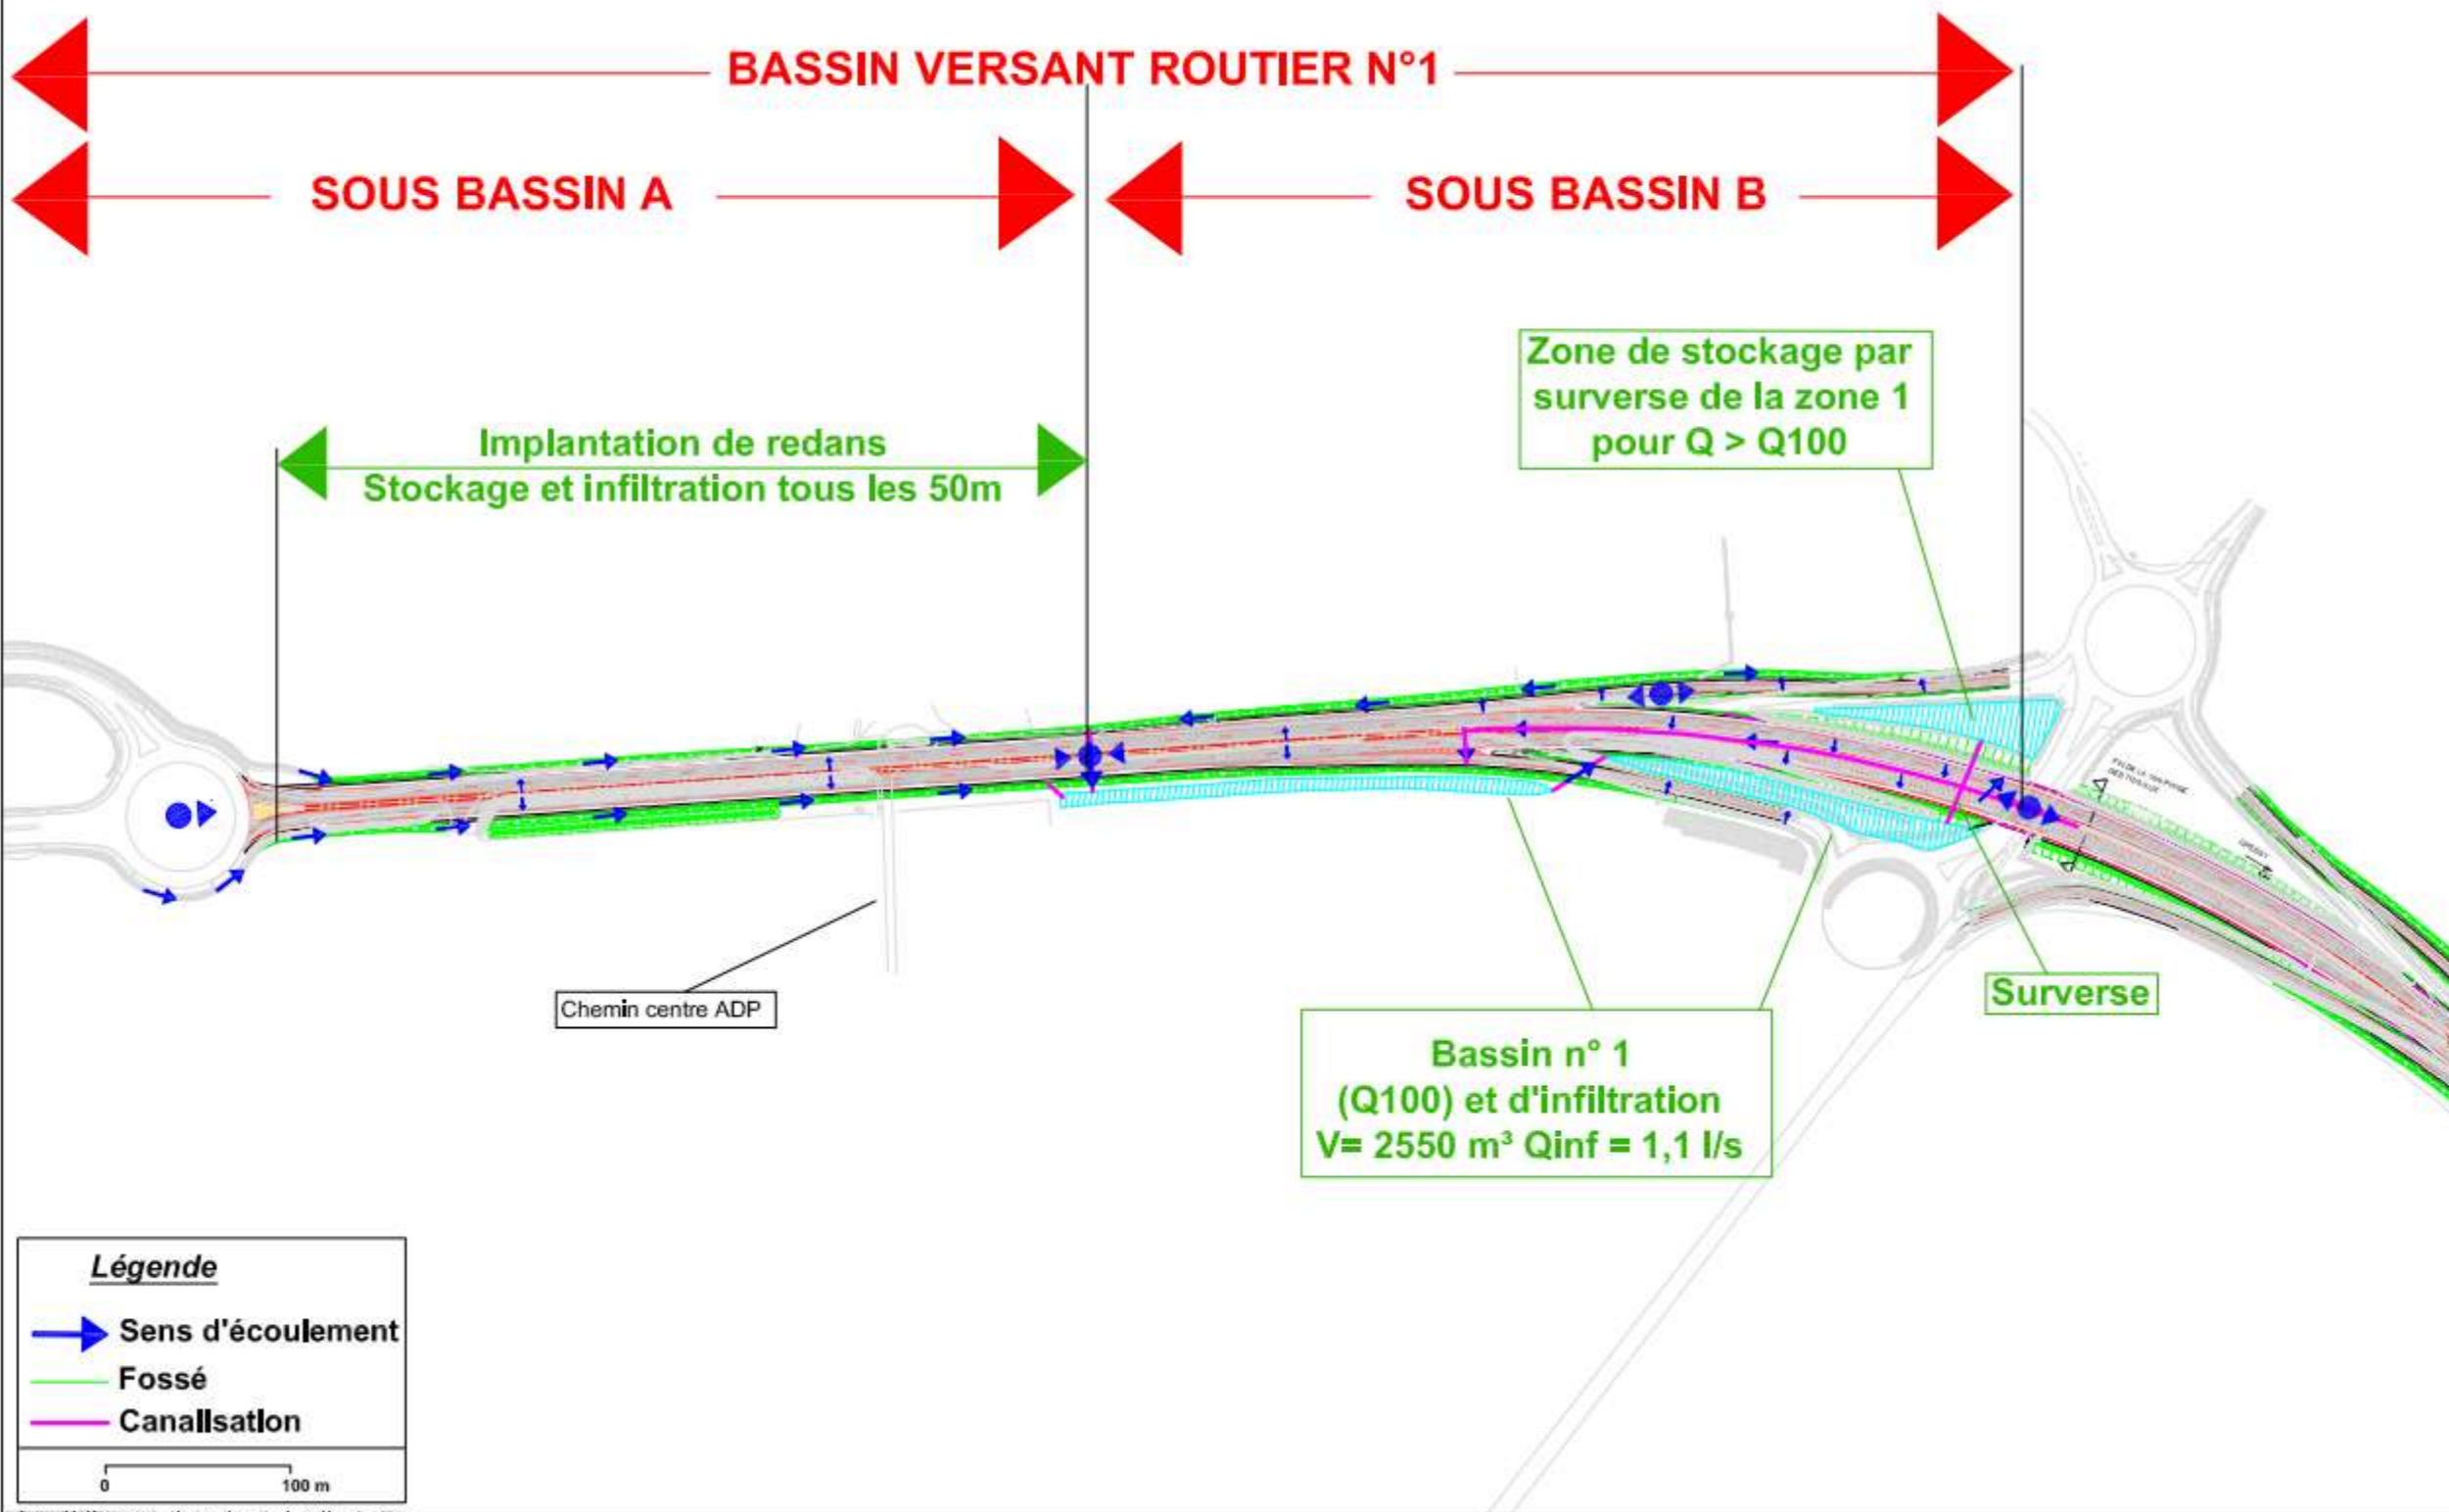 BASSIN VERSANT ROUTIER N°1
SOUS BASSIN A
SOUS BASSIN B
Zone de stockage par
surverse de la zone 1
pour Q > Q100
Implantation de redans
Stockage et infiltration tous les 50m
Chemin centre ADP
Surverse
Bassin n° 1
(Q100) et d'infiltration
V= 2550 m³ Qinf = 1,1 l/s
Légende
Sens d'écoulement
Fossé
Canalisation
0 100 m